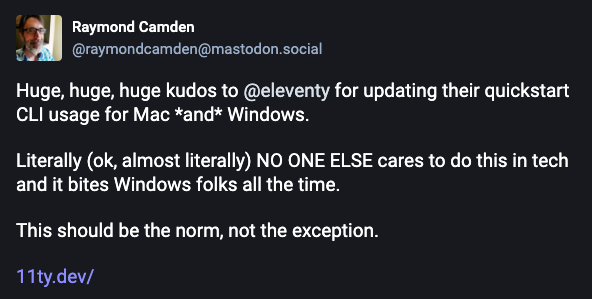 Raymond Camden
@raymondcamden@mastodon.social
Huge, huge, huge kudos to @eleventy for updating their quickstart
CLI usage for Mac *and* Windows.
Literally (ok, almost literally) NO ONE ELSE cares to do this in tech
and it bites Windows folks all the time.
This should be the norm, not the exception.
11ty.dev/